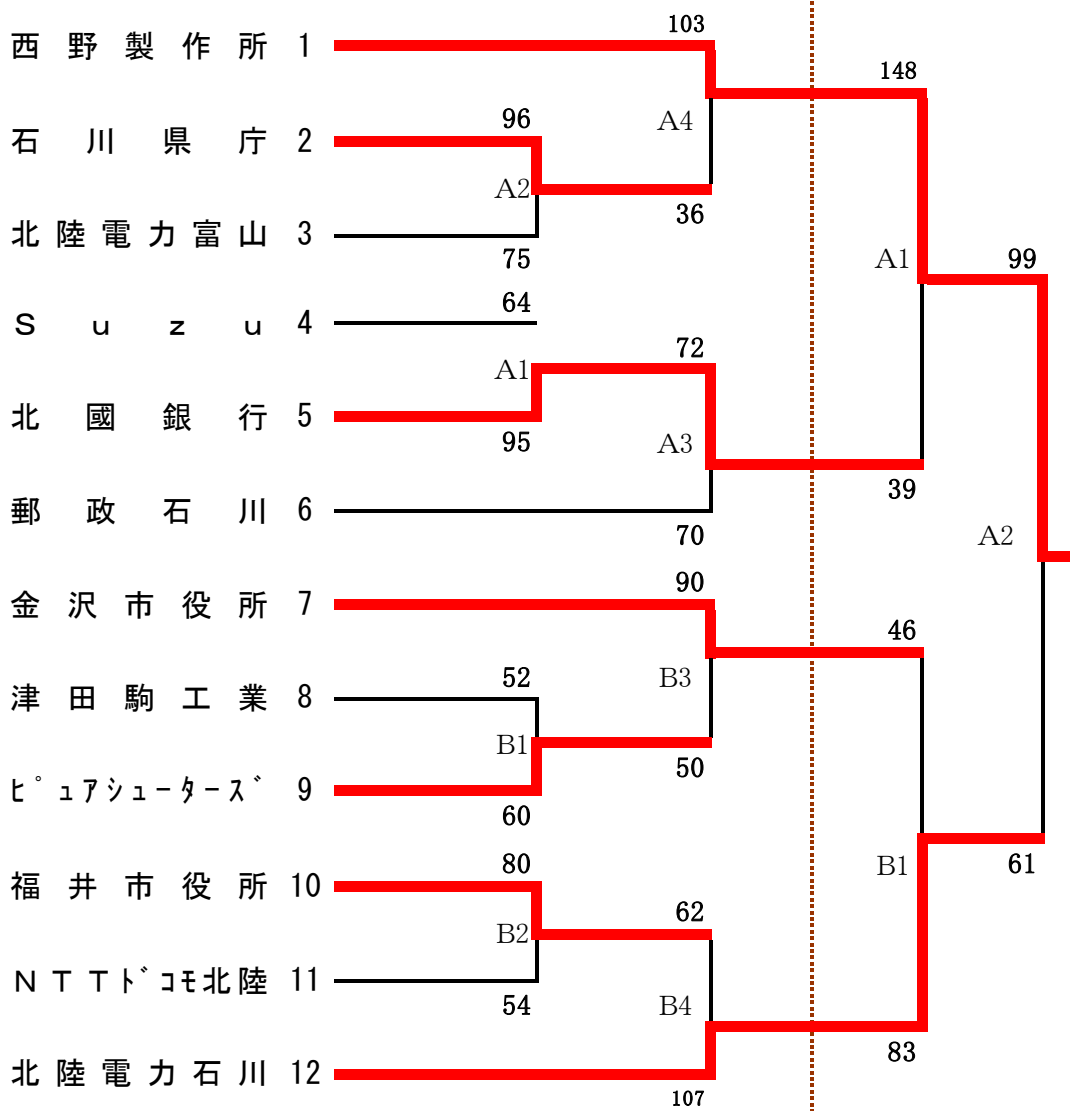 103
西野製作所 1
148
96
A4
石川県庁 2
A2
36
北陸電力富山 3
75
A1
99
64
Ｓｕｚｕ 4
72
A1
北國銀行 5
95
A3
39
郵政石川 6
70
A2
90
金沢市役所 7
46
52
B3
津田駒工業 8
B1
50
ﾋﾟｭｱｼｭｰﾀｰｽﾞ 9
60
80
B1
61
福井市役所 10
62
B2
ＮＴＴﾄﾞｺﾓ北陸 11
54
B4
83
北陸電力石川 12
107